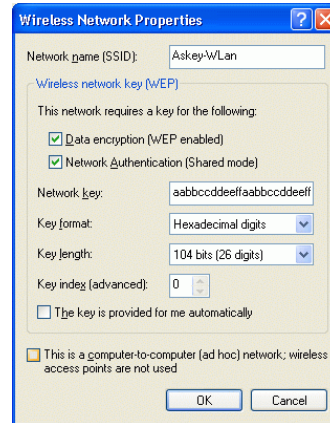 Wireless Network Properties
Network name (SSID): Askey-WLan
Wireless network key (WEP)
This network requires a key for the following:
Data encryption (WEP enabled)
Network Authentication (Shared mode)
Network key: aabbccddeeffaabbccddeeff
Key format: Hexadecimal digits
Key length: 104 bits (26 digits)
Key index (advanced): 0
The key is provided for me automatically
This is a computer-to-computer (ad hoc) network; wireless
access points are not used
OK Cancel